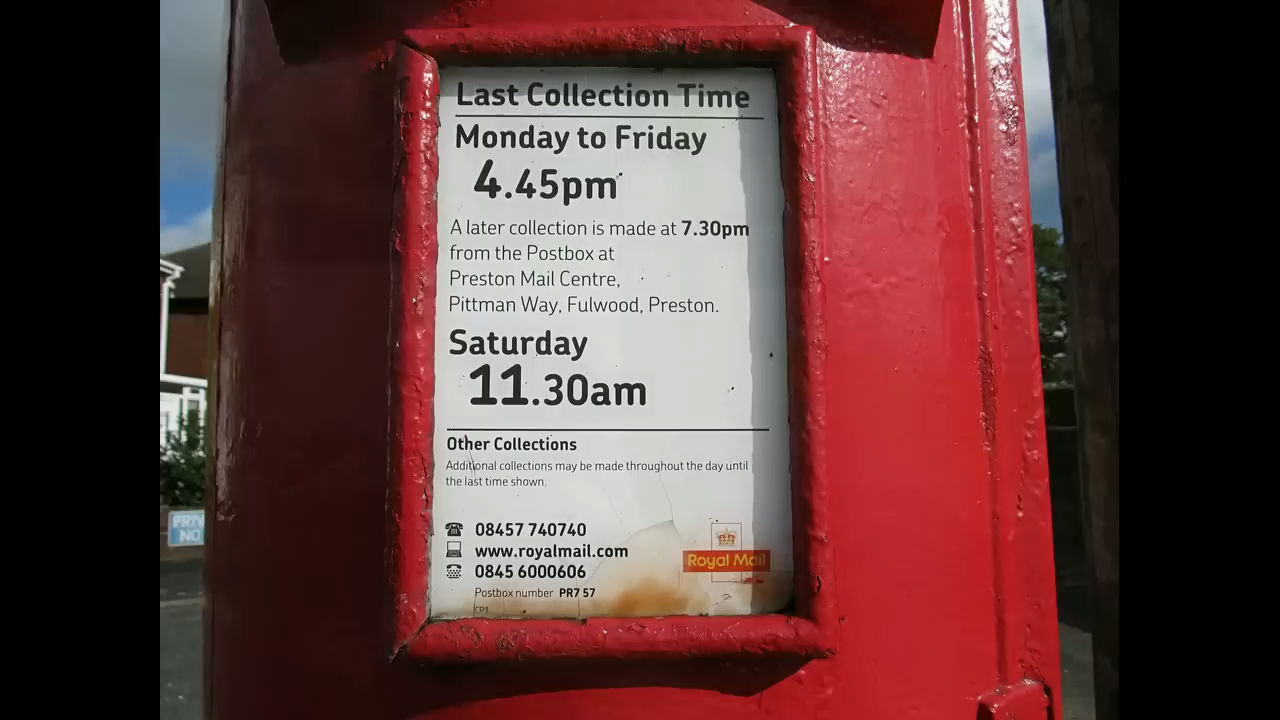 Last Collection Time
Monday to Friday
4.45pm
A later collection is made at 7.30pm
from the Postbox at
Preston Mail Centre,
Pittman Way, Fulwood, Preston.
Saturday
11.30am
Other Collections
Additional collections may be made throughout the day until
the last time shown.
08457 740740
www.royalmail.com
0845 6000606
Royal Mail
Postbox number PR7 57
CP1
PRIV
NO